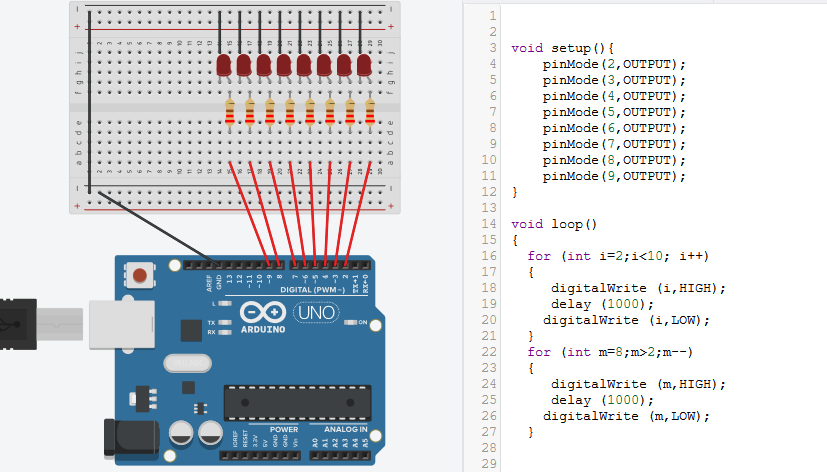 AREF
GND
13
12
~11
~10
~9
8
7
~6
~5
4
~3
2
TX→1
RX←0
DIGITAL (PWM~)
L
TX
RX
ARDUINO
UNO
ON
POWER
ANALOG IN
IOREF
RESET
3.3V
5V
GND
GND
Vin
A0
A1
A2
A3
A4
A5
1
2
3 void setup(){
4 pinMode(2,OUTPUT);
5 pinMode(3,OUTPUT);
6 pinMode(4,OUTPUT);
7 pinMode(5,OUTPUT);
8 pinMode(6,OUTPUT);
9 pinMode(7,OUTPUT);
10 pinMode(8,OUTPUT);
11 pinMode(9,OUTPUT);
12 }
13
14 void loop()
15 {
16 for (int i=2;i<10; i++)
17 {
18 digitalWrite (i,HIGH);
19 delay (1000);
20 digitalWrite (i,LOW);
21 }
22 for (int m=8;m>2;m--)
23 {
24 digitalWrite (m,HIGH);
25 delay (1000);
26 digitalWrite (m,LOW);
27 }
28
29